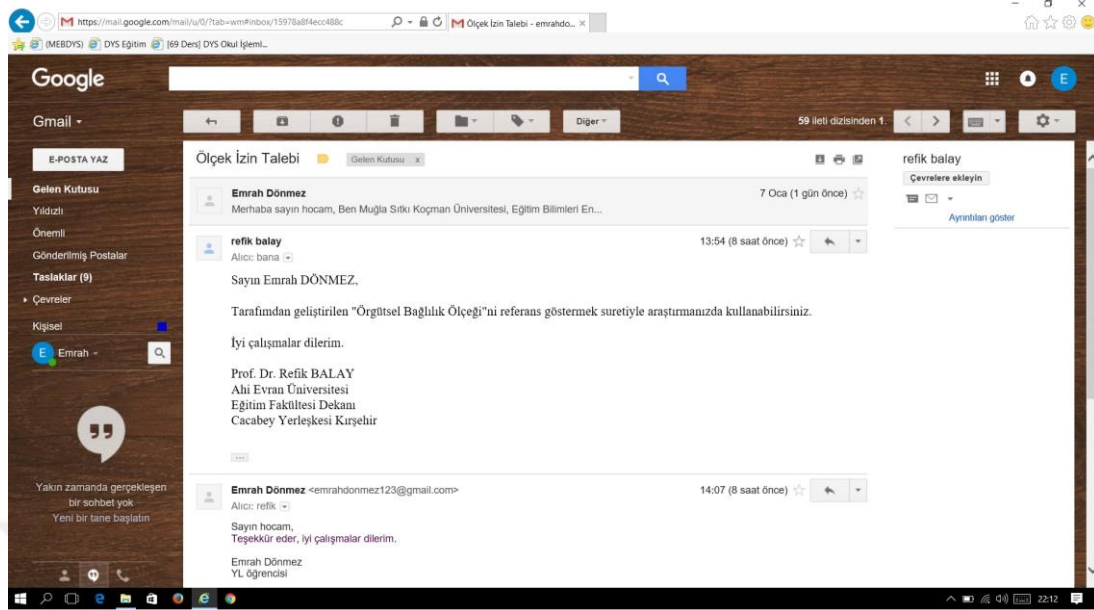 https://mail.google.com/mail/u/0/?tab=wm#inbox/15978a8f4ecc488c
Ölçek İzin Talebi - emrahdo...
(MEBDYS) DYS Eğitim [69 Ders] DYS Okul İşleml...
Google
E
Gmail
Diğer
59 ileti dizisinden 1.
E-POSTA YAZ
Gelen Kutusu
Yıldızlı
Önemli
Gönderilmiş Postalar
Taslaklar (9)
Çevreler
Kişisel
E Emrah
Yakın zamanda gerçekleşen
bir sohbet yok
Yeni bir tane başlatın
Ölçek İzin Talebi Gelen Kutusu x
Emrah Dönmez 7 Oca (1 gün önce)
Merhaba sayın hocam, Ben Muğla Sıtkı Koçman Üniversitesi, Eğitim Bilimleri En...
refik balay 13:54 (8 saat önce)
Alıcı: bana
Sayın Emrah DÖNMEZ,
Tarafımdan geliştirilen "Örgütsel Bağlılık Ölçeği"ni referans göstermek suretiyle araştırmanızda kullanabilirsiniz.
İyi çalışmalar dilerim.
Prof. Dr. Refik BALAY
Ahi Evran Üniversitesi
Eğitim Fakültesi Dekanı
Cacabey Yerleşkesi Kırşehir
...
Emrah Dönmez <emrahdonmez123@gmail.com> 14:07 (8 saat önce)
Alıcı: refik
Sayın hocam,
Teşekkür eder, iyi çalışmalar dilerim.
Emrah Dönmez
YL öğrencisi
refik balay
Çevrelere ekleyin
Ayrıntıları göster
22:12